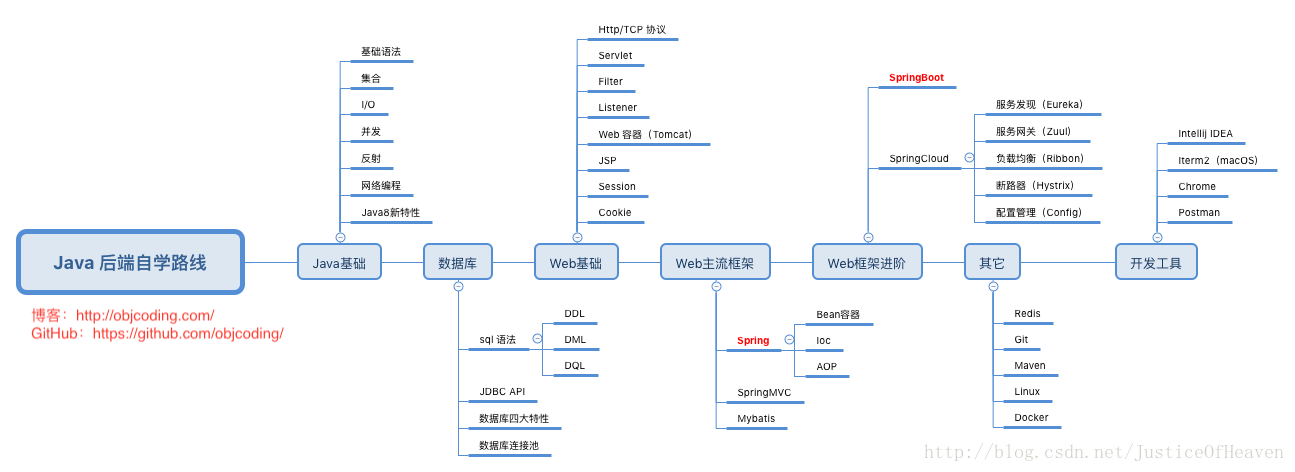 Java 后端自学路线
博客：http://objcoding.com/
GitHub：https://github.com/objcoding/
Java基础
基础语法
集合
I/O
并发
反射
网络编程
Java8新特性
数据库
sql 语法
DDL
DML
DQL
JDBC API
数据库四大特性
数据库连接池
Web基础
Http/TCP 协议
Servlet
Filter
Listener
Web 容器（Tomcat）
JSP
Session
Cookie
Web主流框架
Spring
Bean容器
Ioc
AOP
SpringMVC
Mybatis
Web框架进阶
SpringBoot
SpringCloud
服务发现（Eureka）
服务网关（Zuul）
负载均衡（Ribbon）
断路器（Hystrix）
配置管理（Config）
其它
Redis
Git
Maven
Linux
Docker
开发工具
Intellij IDEA
Iterm2（macOS）
Chrome
Postman
http://blog.csdn.net/JusticeOfHeaven